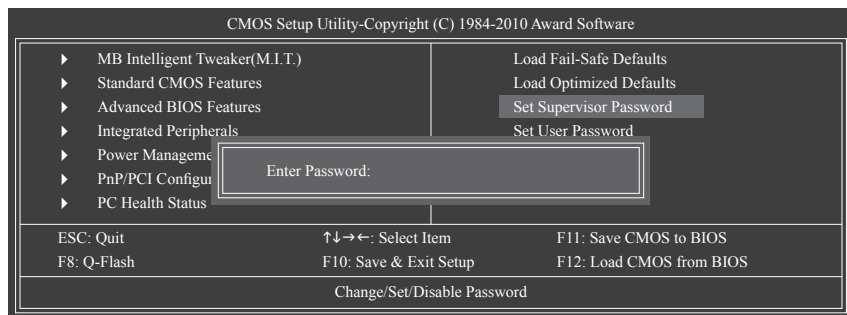 CMOS Setup Utility-Copyright (C) 1984-2010 Award Software
MB Intelligent Tweaker(M.I.T.)
Standard CMOS Features
Advanced BIOS Features
Integrated Peripherals
Power Manageme
PnP/PCI Configur
PC Health Status
Load Fail-Safe Defaults
Load Optimized Defaults
Set Supervisor Password
Set User Password
Enter Password:
ESC: Quit ↑↓→←: Select Item F11: Save CMOS to BIOS
F8: Q-Flash F10: Save & Exit Setup F12: Load CMOS from BIOS
Change/Set/Disable Password